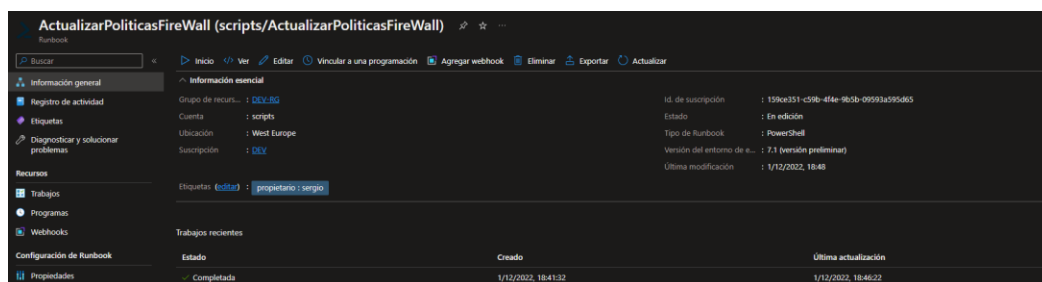 ActualizarPoliticasFireWall (scripts/ActualizarPoliticasFireWall)
Runbook
Buscar
Inicio Ver Editar Vincular a una programación Agregar webhook Eliminar Exportar Actualizar
Información general
Registro de actividad
Etiquetas
Diagnosticar y solucionar
problemas
Recursos
Trabajos
Programas
Webhooks
Configuración de Runbook
Propiedades
Información esencial
Grupo de recurs... : DEV-RG
Cuenta : scripts
Ubicación : West Europe
Suscripción : DEV
Id. de suscripción : 159ce351-c59b-4f4e-9b5b-09593a595d65
Estado : En edición
Tipo de Runbook : PowerShell
Versión del entorno de e... : 7.1 (versión preliminar)
Última modificación : 1/12/2022, 18:48
Etiquetas (editar) : propietario : sergio
Trabajos recientes
Estado Creado Última actualización
Completada 1/12/2022, 18:41:32 1/12/2022, 18:46:22